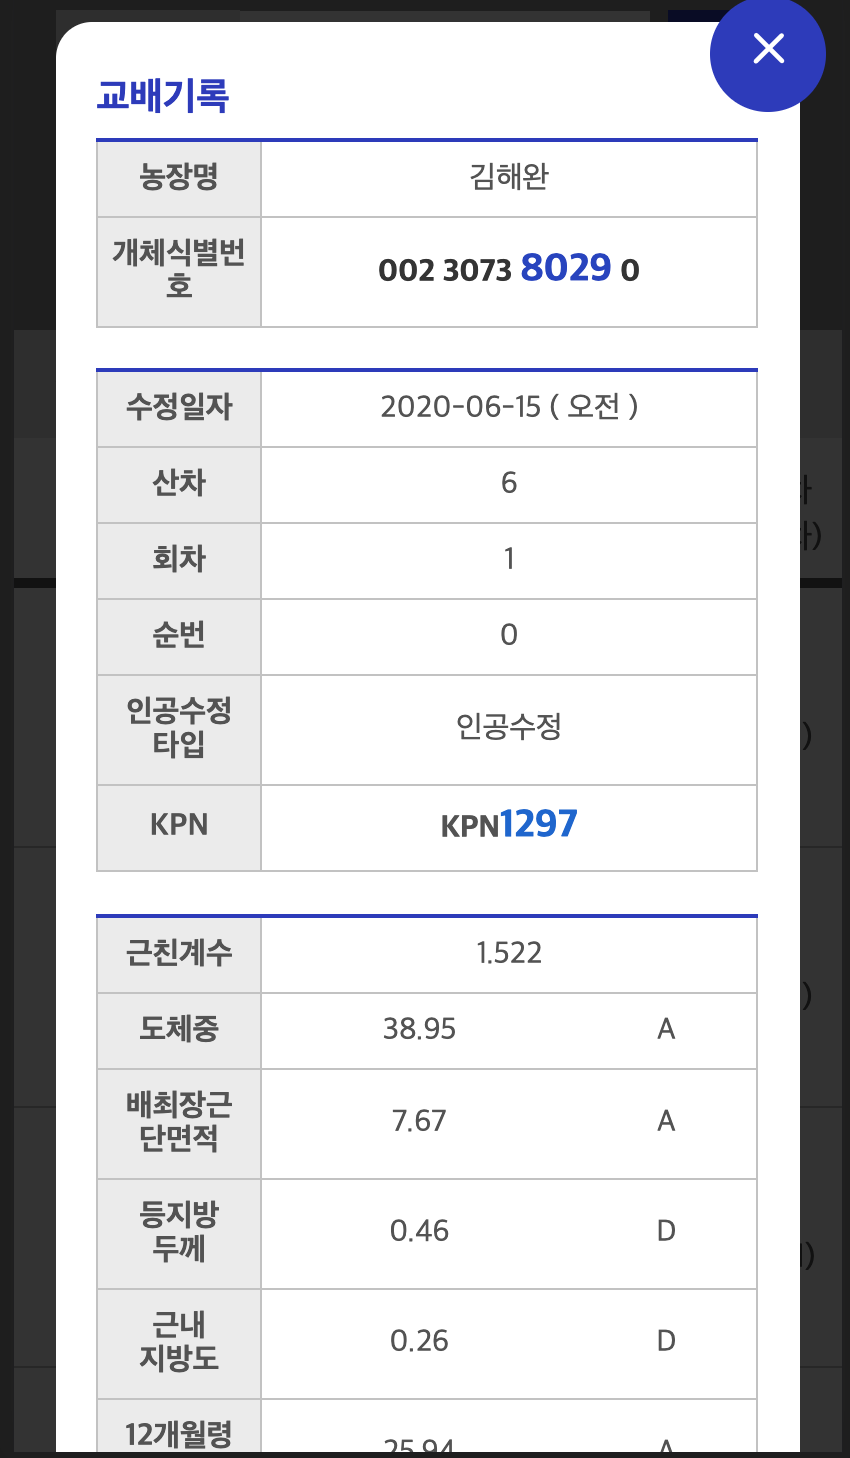 교배기록
농장명 김해완
개체식별번
호
002 3073 8029 0
수정일자 2020-06-15 ( 오전 )
산차 6
회차 1
순번 0
인공수정
타입
인공수정
KPN KPN1297
근친계수 1.522
도체중 38.95 A
배최장근
단면적
7.67 A
등지방
두께
0.46 D
근내
지방도
0.26 D
12개월령
25.94 A